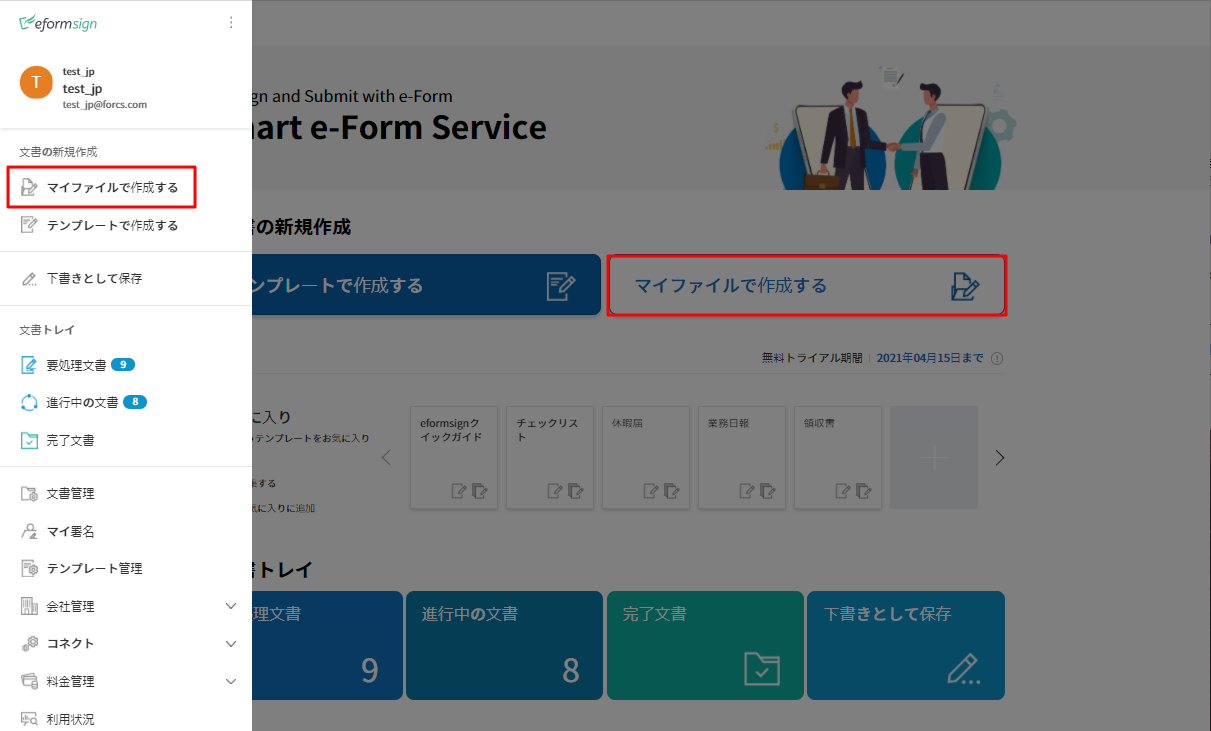 eformsign
T
test_jp
test_jp
test_jp@forcs.com
文書の新規作成
マイファイルで作成する
テンプレートで作成する
下書きとして保存
文書トレイ
要処理文書 9
進行中の文書 8
完了文書
文書管理
マイ署名
テンプレート管理
会社管理
コネクト
料金管理
利用状況
gn and Submit with e-Form
art e-Form Service
の新規作成
ンプレートで作成する
マイファイルで作成する
無料トライアル期間 2021年04月15日まで
に入り
テンプレートをお気に入り
する
気に入りに追加
eformsignク
イックガイド
チェックリス
ト
休暇届
業務日報
領収書
トレイ
理文書
9
進行中の文書
8
完了文書
下書きとして保存